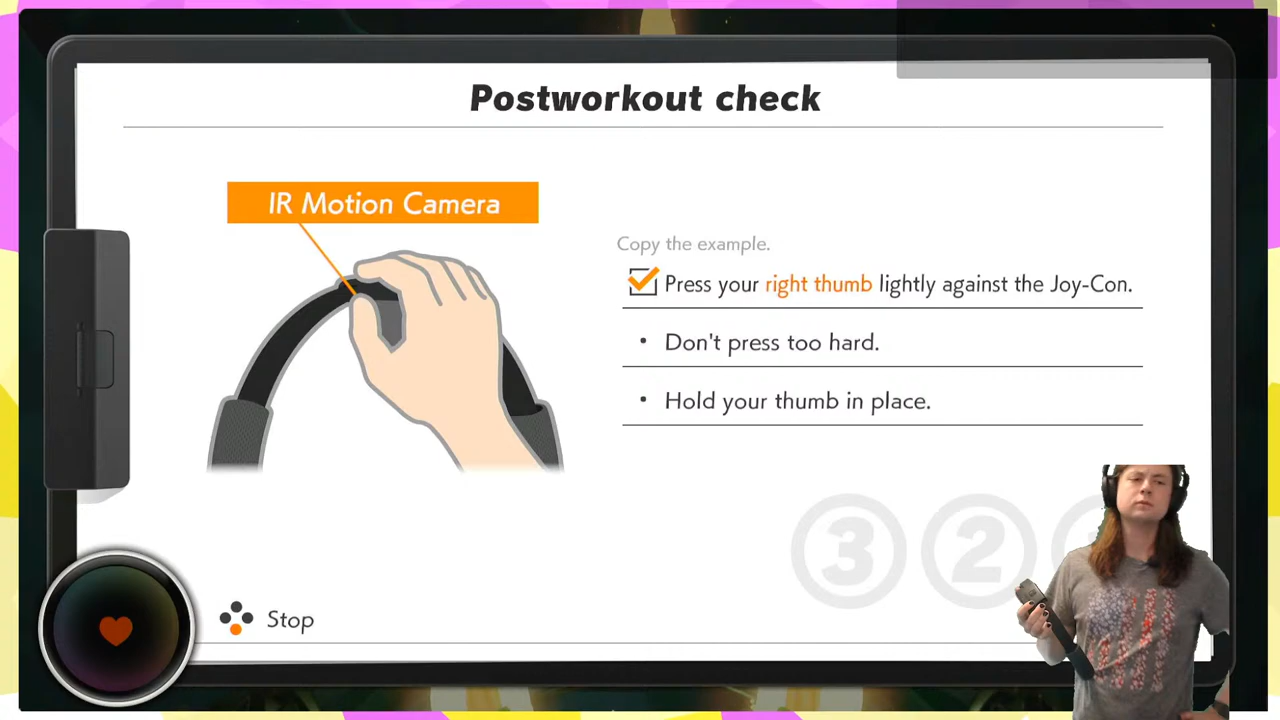 Postworkout check
IR Motion Camera
Copy the example.
Press your right thumb lightly against the Joy-Con.
• Don't press too hard.
• Hold your thumb in place.
3 2
Stop